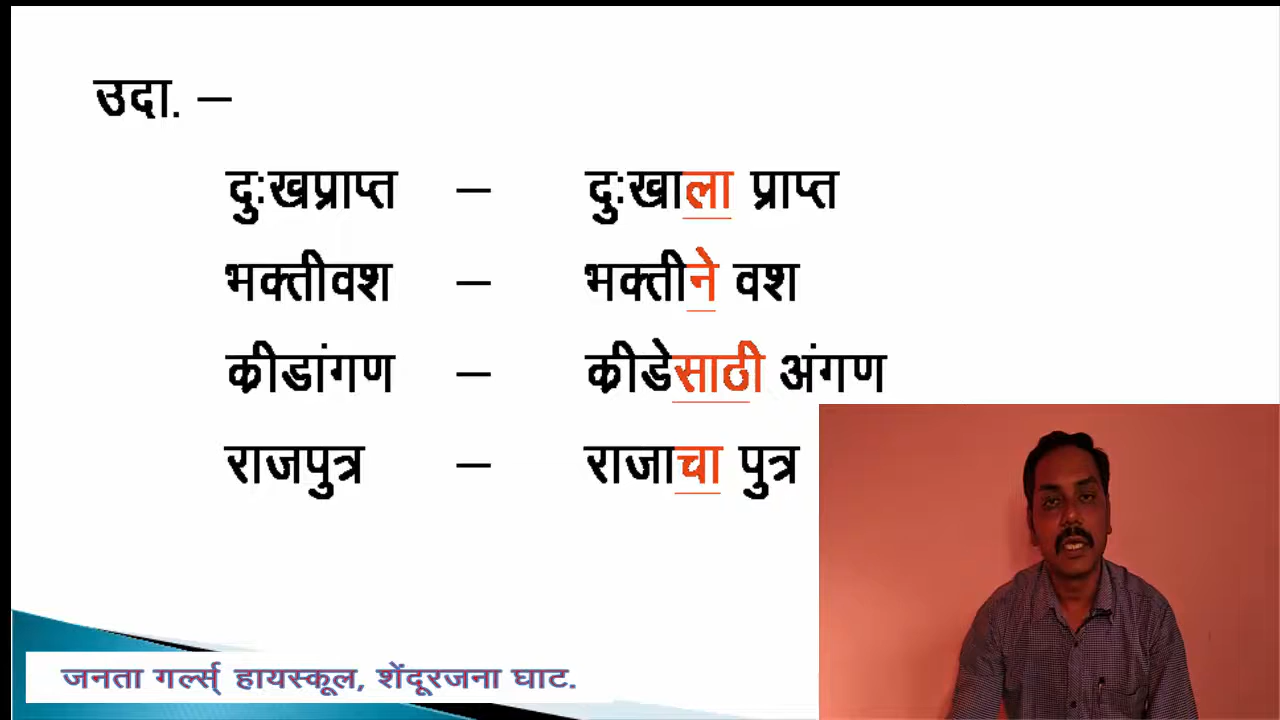 उदा. –
दुःखप्राप्त – दुःखाला प्राप्त
भक्तीवश – भक्तीने वश
क्रीडांगण – क्रीडेसाठी अंगण
राजपुत्र – राजाचा पुत्र
जनता गर्ल्स् हायस्कूल, शेंदूरजना घाट.